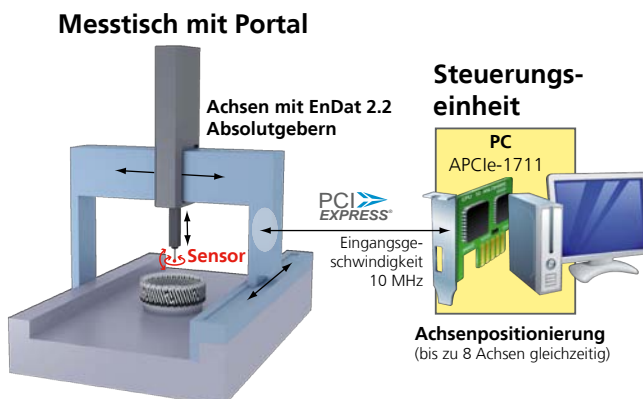 Messtisch mit Portal
Achsen mit EnDat 2.2
Absolutgebern
Sensor
PCI
EXPRESS®
Eingangsge-
schwindigkeit
10 MHz
Steuerungs-
einheit
PC
APCIe-1711
Achsenpositionierung
(bis zu 8 Achsen gleichzeitig)